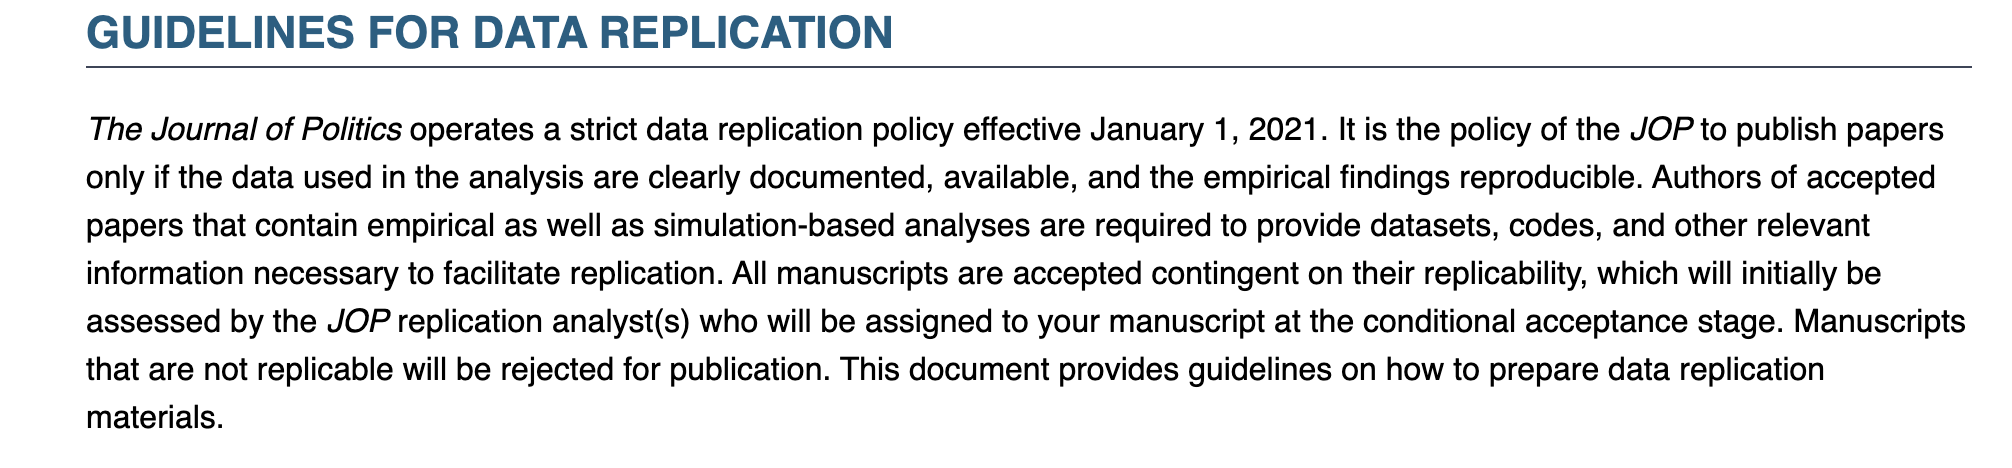 GUIDELINES FOR DATA REPLICATION
The Journal of Politics operates a strict data replication policy effective January 1, 2021. It is the policy of the JOP to publish papers
only if the data used in the analysis are clearly documented, available, and the empirical findings reproducible. Authors of accepted
papers that contain empirical as well as simulation-based analyses are required to provide datasets, codes, and other relevant
information necessary to facilitate replication. All manuscripts are accepted contingent on their replicability, which will initially be
assessed by the JOP replication analyst(s) who will be assigned to your manuscript at the conditional acceptance stage. Manuscripts
that are not replicable will be rejected for publication. This document provides guidelines on how to prepare data replication
materials.